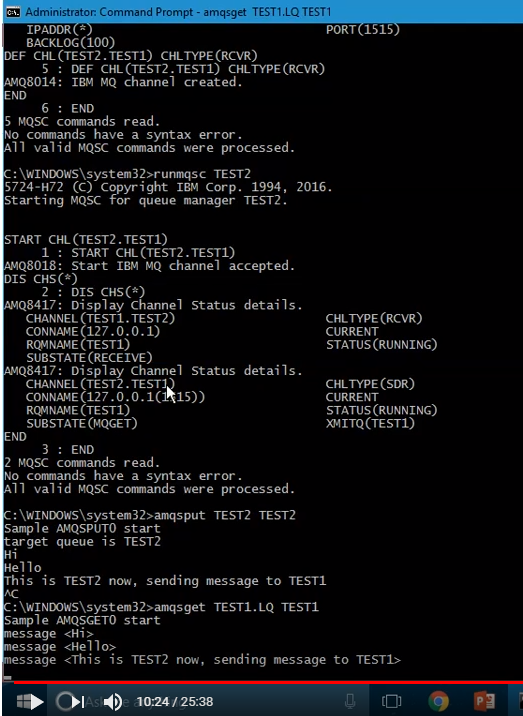 Administrator: Command Prompt - amqsget  TEST1.LQ TEST1
IPADDR(*) PORT(1515)
BACKLOG(100)
DEF CHL(TEST2.TEST1) CHLTYPE(RCVR)
5 : DEF CHL(TEST2.TEST1) CHLTYPE(RCVR)
AMQ8014: IBM MQ channel created.
END
6 : END
5 MQSC commands read.
No commands have a syntax error.
All valid MQSC commands were processed.
C:\WINDOWS\system32>runmqsc TEST2
5724-H72 (C) Copyright IBM Corp. 1994, 2016.
Starting MQSC for queue manager TEST2.
START CHL(TEST2.TEST1)
1 : START CHL(TEST2.TEST1)
AMQ8018: Start IBM MQ channel accepted.
DIS CHS(*)
2 : DIS CHS(*)
AMQ8417: Display Channel Status details.
CHANNEL(TEST1.TEST2) CHLTYPE(RCVR)
CONNAME(127.0.0.1) CURRENT
RQMNAME(TEST1) STATUS(RUNNING)
SUBSTATE(RECEIVE)
AMQ8417: Display Channel Status details.
CHANNEL(TEST2.TEST1) CHLTYPE(SDR)
CONNAME(127.0.0.1(1515)) CURRENT
RQMNAME(TEST1) STATUS(RUNNING)
SUBSTATE(MQGET) XMITQ(TEST1)
END
3 : END
2 MQSC commands read.
No commands have a syntax error.
All valid MQSC commands were processed.
C:\WINDOWS\system32>amqsput TEST2 TEST2
Sample AMQSPUT0 start
target queue is TEST2
Hi
Hello
This is TEST2 now, sending message to TEST1
^C
C:\WINDOWS\system32>amqsget TEST1.LQ TEST1
Sample AMQSGET0 start
message <Hi>
message <Hello>
message <This is TEST2 now, sending message to TEST1>
10:24 / 25:38